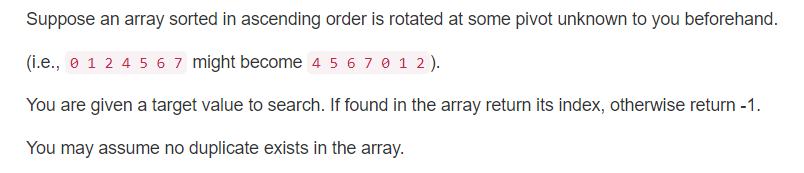 Suppose an array sorted in ascending order is rotated at some pivot unknown to you beforehand.
(i.e., 0 1 2 4 5 6 7 might become 4 5 6 7 0 1 2 ).
You are given a target value to search. If found in the array return its index, otherwise return -1.
You may assume no duplicate exists in the array.